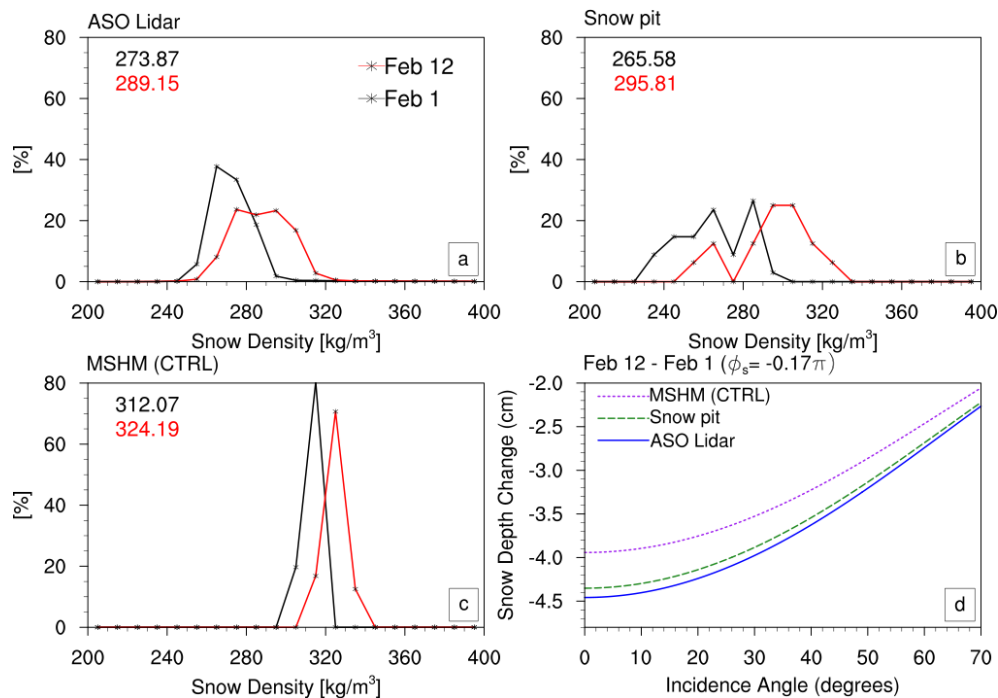 ASO Lidar
80
60
40
20
0
[%]
273.87
289.15
Feb 12
Feb 1
a
200 240 280 320 360 400
Snow Density [kg/m³]
Snow pit
80
60
40
20
0
[%]
265.58
295.81
b
200 240 280 320 360 400
Snow Density [kg/m³]
MSHM (CTRL)
80
60
40
20
0
[%]
312.07
324.19
c
200 240 280 320 360 400
Snow Density [kg/m³]
Feb 12 - Feb 1 (ϕₛ= -0.17π)
-2.0
-2.5
-3.0
-3.5
-4.0
-4.5
Snow Depth Change (cm)
MSHM (CTRL)
Snow pit
ASO Lidar
d
0 10 20 30 40 50 60 70
Incidence Angle (degrees)